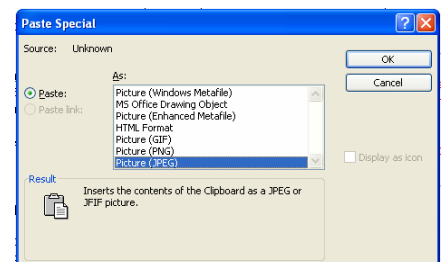 Paste Special
Source: Unknown
As:
Paste:
Paste link:
Picture (Windows Metafile)
MS Office Drawing Object
Picture (Enhanced Metafile)
HTML Format
Picture (GIF)
Picture (PNG)
Picture (JPEG)
OK
Cancel
Display as icon
Result
Inserts the contents of the Clipboard as a JPEG or
JFIF picture.